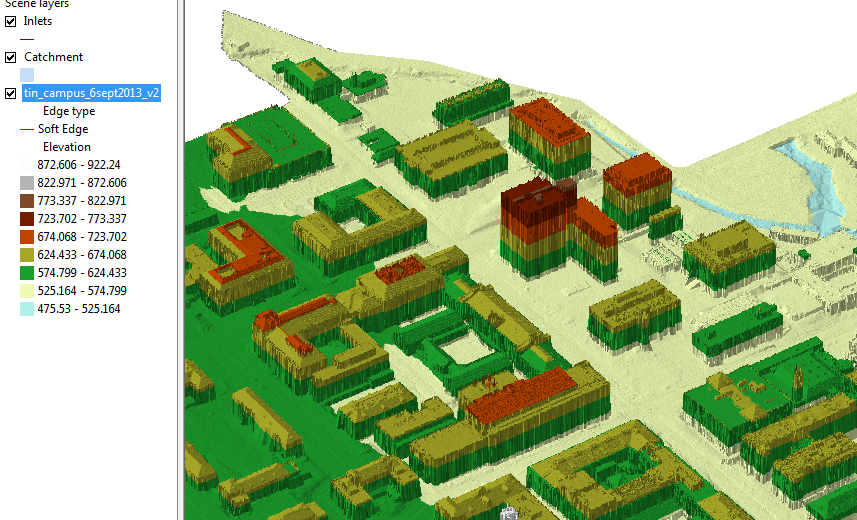 Scene layers
Inlets
Catchment
tin_campus_6sept2013_v2
Edge type
Soft Edge
Elevation
872.606 - 922.24
822.971 - 872.606
773.337 - 822.971
723.702 - 773.337
674.068 - 723.702
624.433 - 674.068
574.799 - 624.433
525.164 - 574.799
475.53 - 525.164